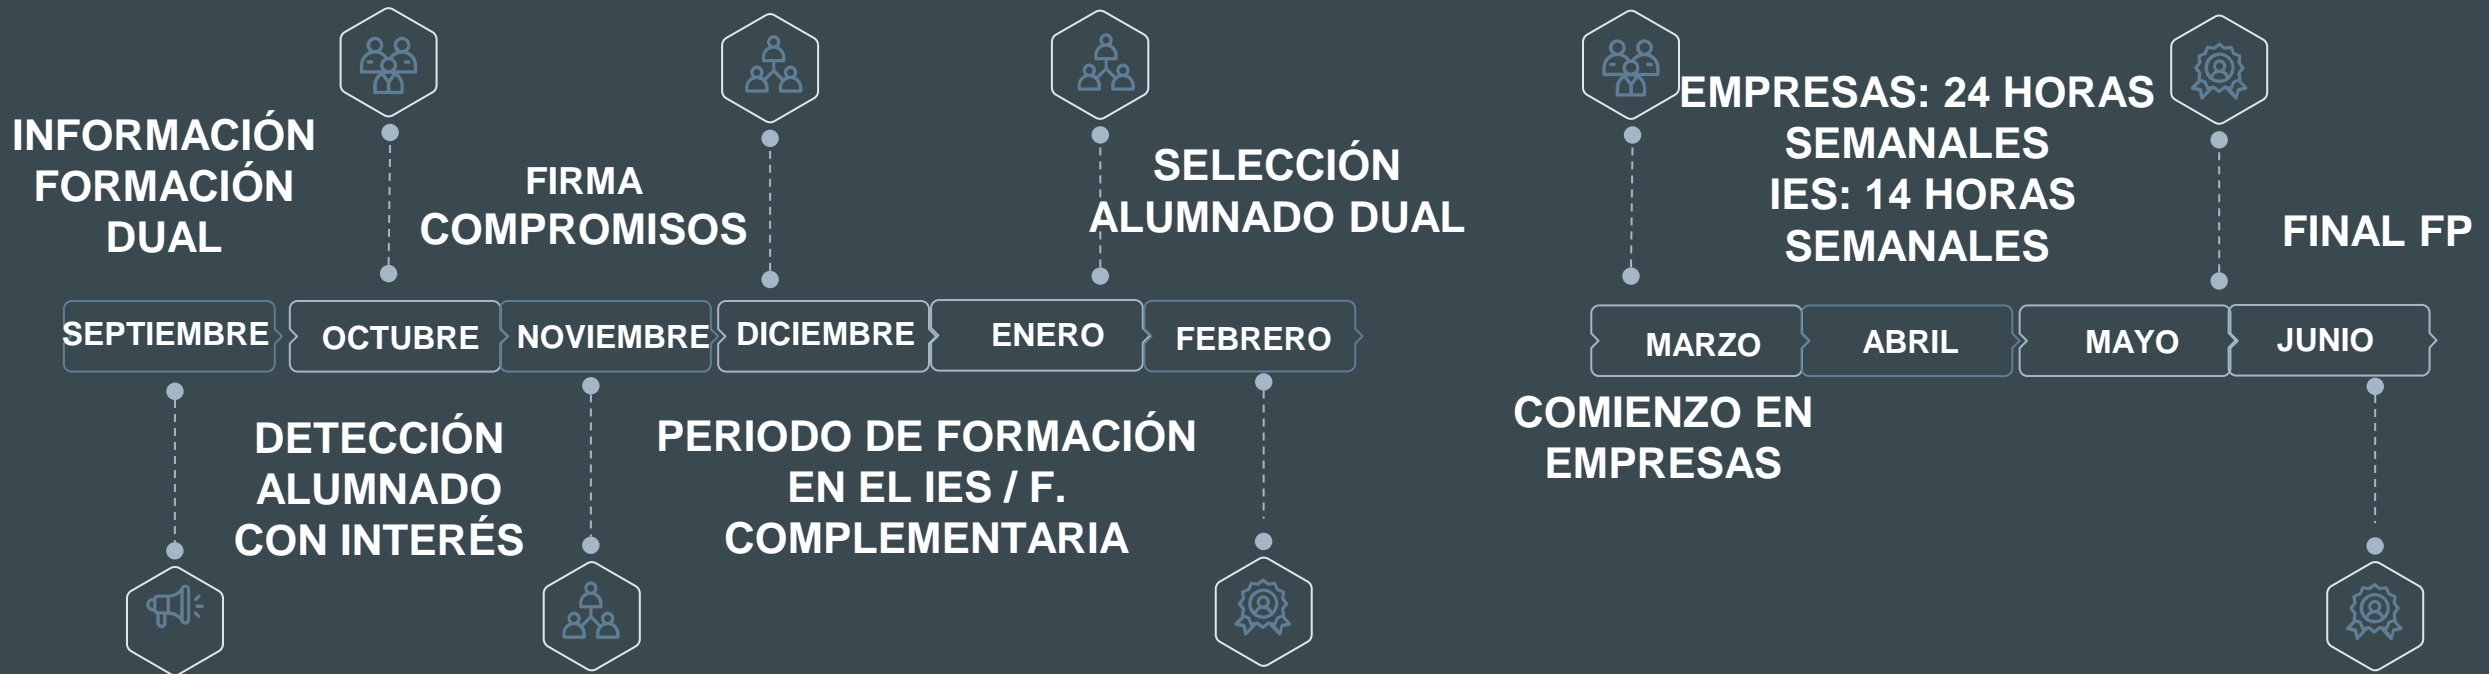 INFORMACIÓN
FORMACIÓN
DUAL
FIRMA
COMPROMISOS
SELECCIÓN
ALUMNADO DUAL
EMPRESAS: 24 HORAS
SEMANALES
IES: 14 HORAS
SEMANALES
FINAL FP
SEPTIEMBRE
OCTUBRE
NOVIEMBRE
DICIEMBRE
ENERO
FEBRERO
MARZO
ABRIL
MAYO
JUNIO
DETECCIÓN
ALUMNADO
CON INTERÉS
PERIODO DE FORMACIÓN
EN EL IES / F.
COMPLEMENTARIA
COMIENZO EN
EMPRESAS